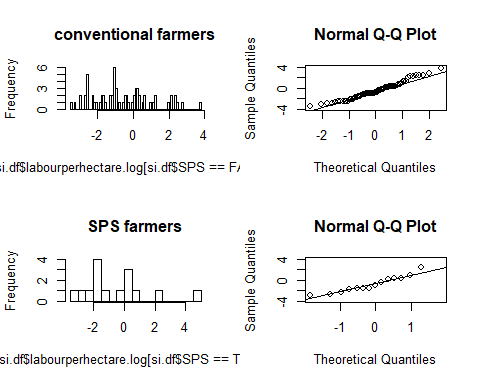 conventional farmers
Normal Q-Q Plot
Frequency
0 3 6
-2 0 2 4
si.df$labourperhectare.log[si.df$SPS == FA
Sample Quantiles
-4 0 4
-2 -1 0 1 2
Theoretical Quantiles
SPS farmers
Normal Q-Q Plot
Frequency
0 2 4
-2 0 2 4
si.df$labourperhectare.log[si.df$SPS == T
Sample Quantiles
-4 0 4
-1 0 1
Theoretical Quantiles